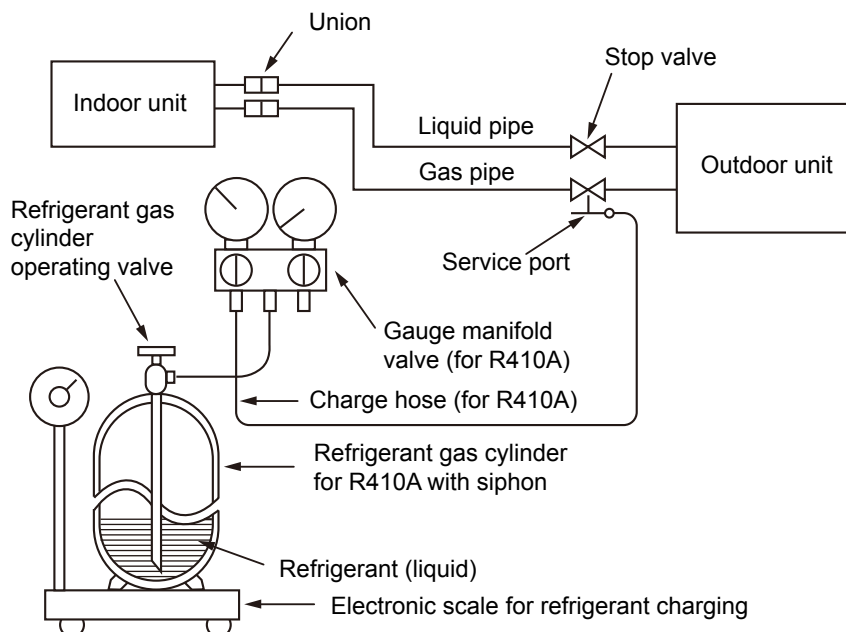 Union
Stop valve
Indoor unit
Liquid pipe
Outdoor unit
Gas pipe
Refrigerant gas
cylinder
operating valve
Service port
Gauge manifold
valve (for R410A)
Charge hose (for R410A)
Refrigerant gas cylinder
for R410A with siphon
Refrigerant (liquid)
Electronic scale for refrigerant charging